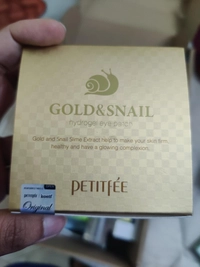 GOLD&SNAIL
hydrogel eye patch
Gold and snail Slime Extract help to make your skin firm,
healthy and have a glowing complexion.
PETITFÉE
Original